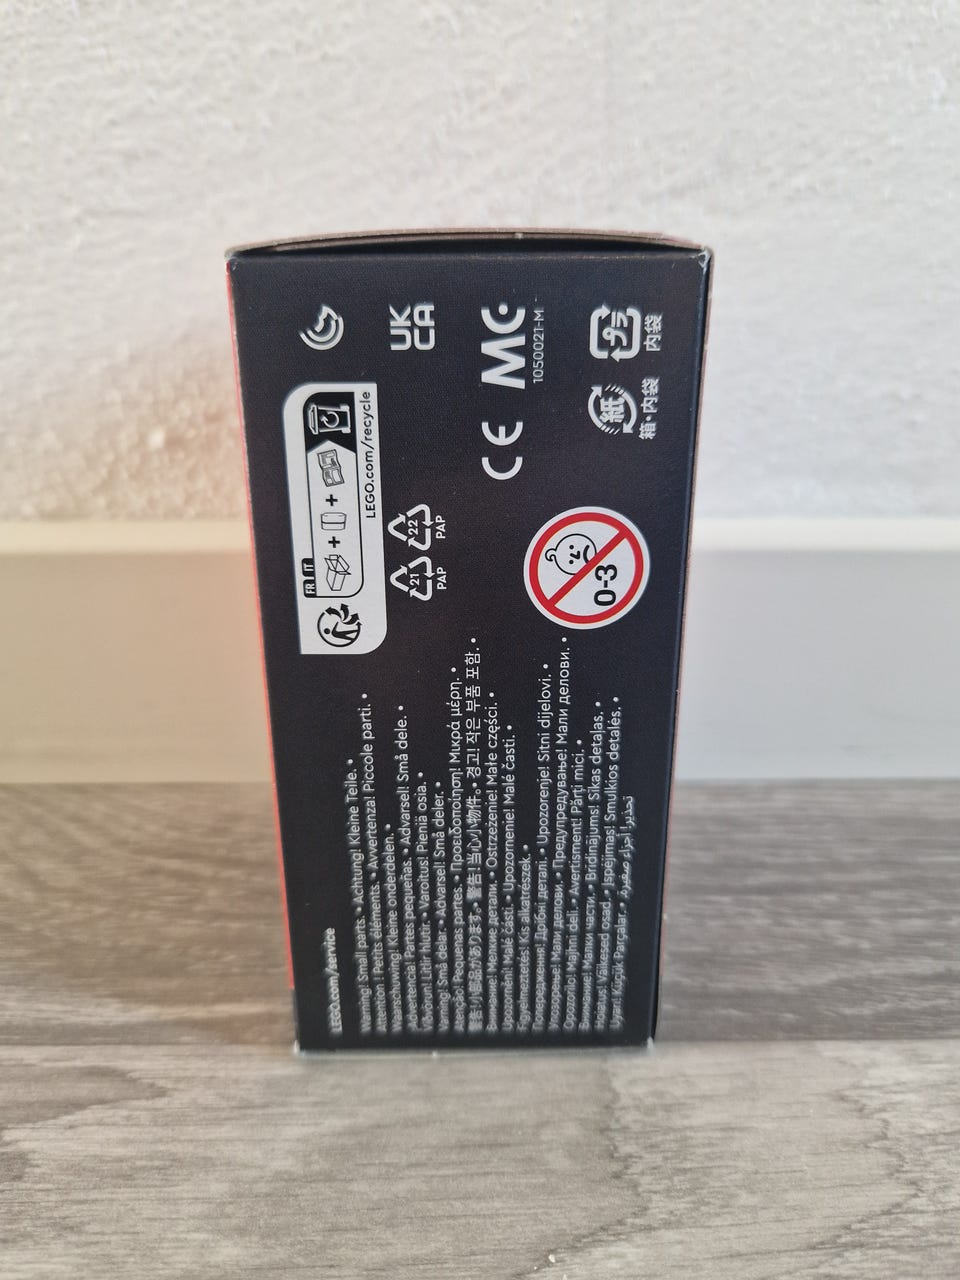 LEGO.com/service
Warning! Small parts. • Achtung! Kleine Teile. •
Attention ! Petits éléments. • Avvertenza! Piccole parti. •
Waarschuwing! Kleine onderdelen. •
Advertencia! Partes pequeñas. • Advarsel! Små dele. •
Viðvörun! Litlir hlutir. • Varoitus! Pieniä osia. •
Varning! Små delar. • Advarsel! Små deler. •
Atenção! Pequenas partes. • Προειδοποίηση! Μικρά μέρη. •
警告!小部品があります。• 警告!当心小物件。• 경고! 작은 부품 포함. •
Внимание! Мелкие детали. • Ostrzeżenie! Małe części. •
Upozornění! Malé části. • Upozornenie! Malé časti. •
Figyelmeztetés! Kis alkatrészek. •
Попередження! Дрібні деталі. • Upozorenje! Sitni dijelovi. •
Упозорење! Мали делови. • Предупредување! Мали делови. •
Opozorilo! Majhni deli. • Avertisment! Părți mici. •
Внимание! Малки части. • Brīdinājums! Sīkas detaļas. •
Hoiatus! Väikesed osad. • Įspėjimas! Smulkios detalės. •
Uyarı! Küçük Parçalar. • تحذير! أجزاء صغيرة •
FR
IT
+
+
LEGO.com/recycle
21
PAP
22
PAP
0-3
CE
UK
CA
MC
1050021-M
紙
箱・内袋
プラ
内袋